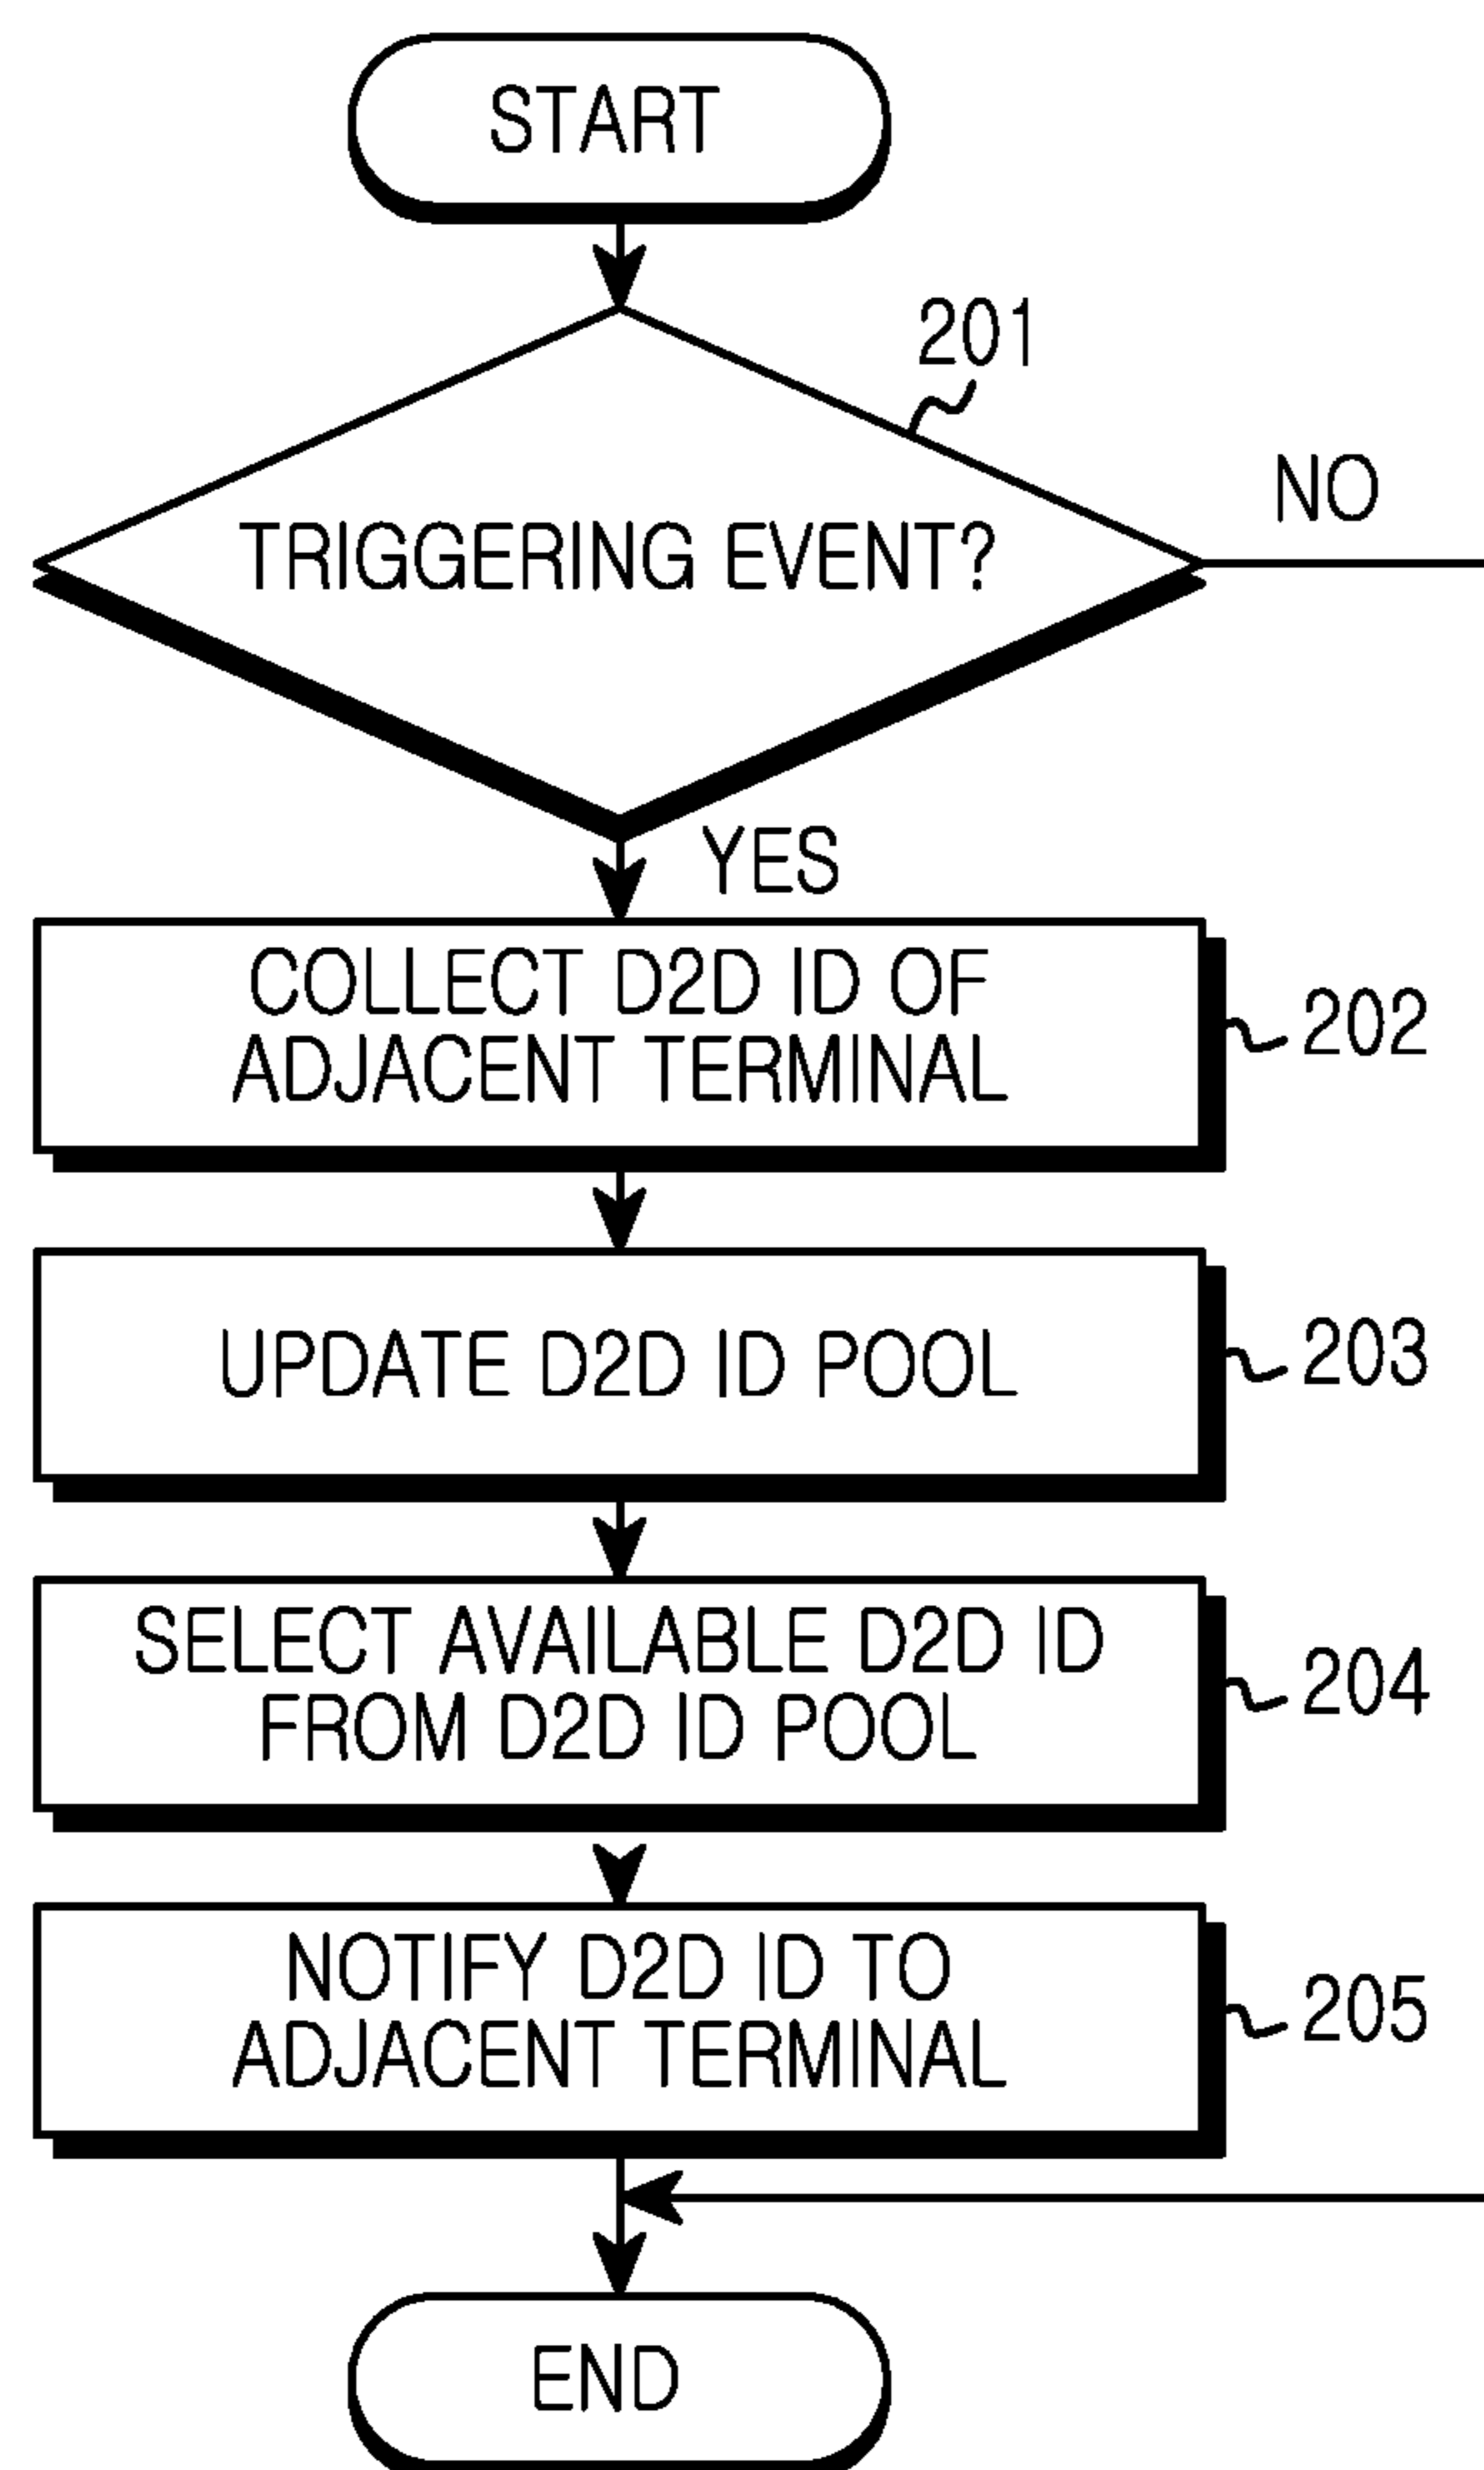 START
201
NO
TRIGGERING EVENT?
YES
COLLECT D2D ID OF
ADJACENT TERMINAL
202
UPDATE D2D ID POOL
203
SELECT AVAILABLE D2D ID
FROM D2D ID POOL
204
NOTIFY D2D ID TO
ADJACENT TERMINAL
205
END